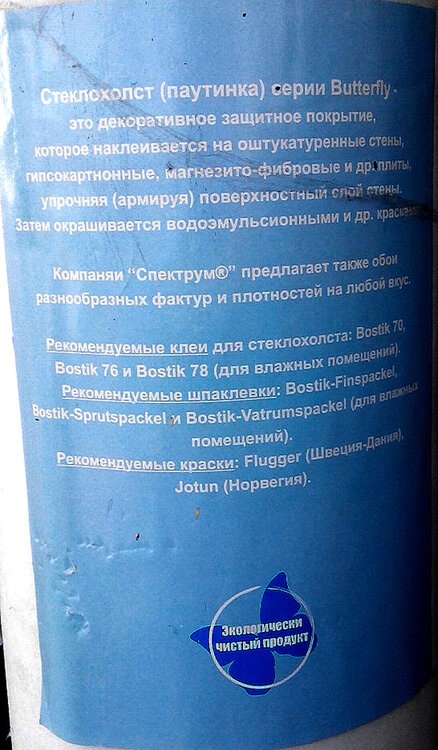 Стеклохолст (паутинка) серии Butterfly -
это декоративное защитное покрытие,
которое наклеивается на оштукатуренные стены,
гипсокартонные, магнезито-фибровые и др. плиты,
упрочняя (армируя) поверхностный слой стены.
Затем окрашивается водоэмульсионными и др. красками
Компаняи “Спектрум®” предлагает также обои
разнообразных фактур и плотностей на любой вкус.
Рекомендуемые клеи для стеклохолста: Bostik 70,
Bostik 76 и Bostik 78 (для влажных помещений).
Рекомендуемые шпаклевки: Bostik-Finspackel,
Bostik-Sprutspackel и Bostik-Vatrumspackel (для влажных
помещений).
Рекомендуемые краски: Flugger (Швеция-Дания),
Jotun (Норвегия).
Экологически
чистый продукт